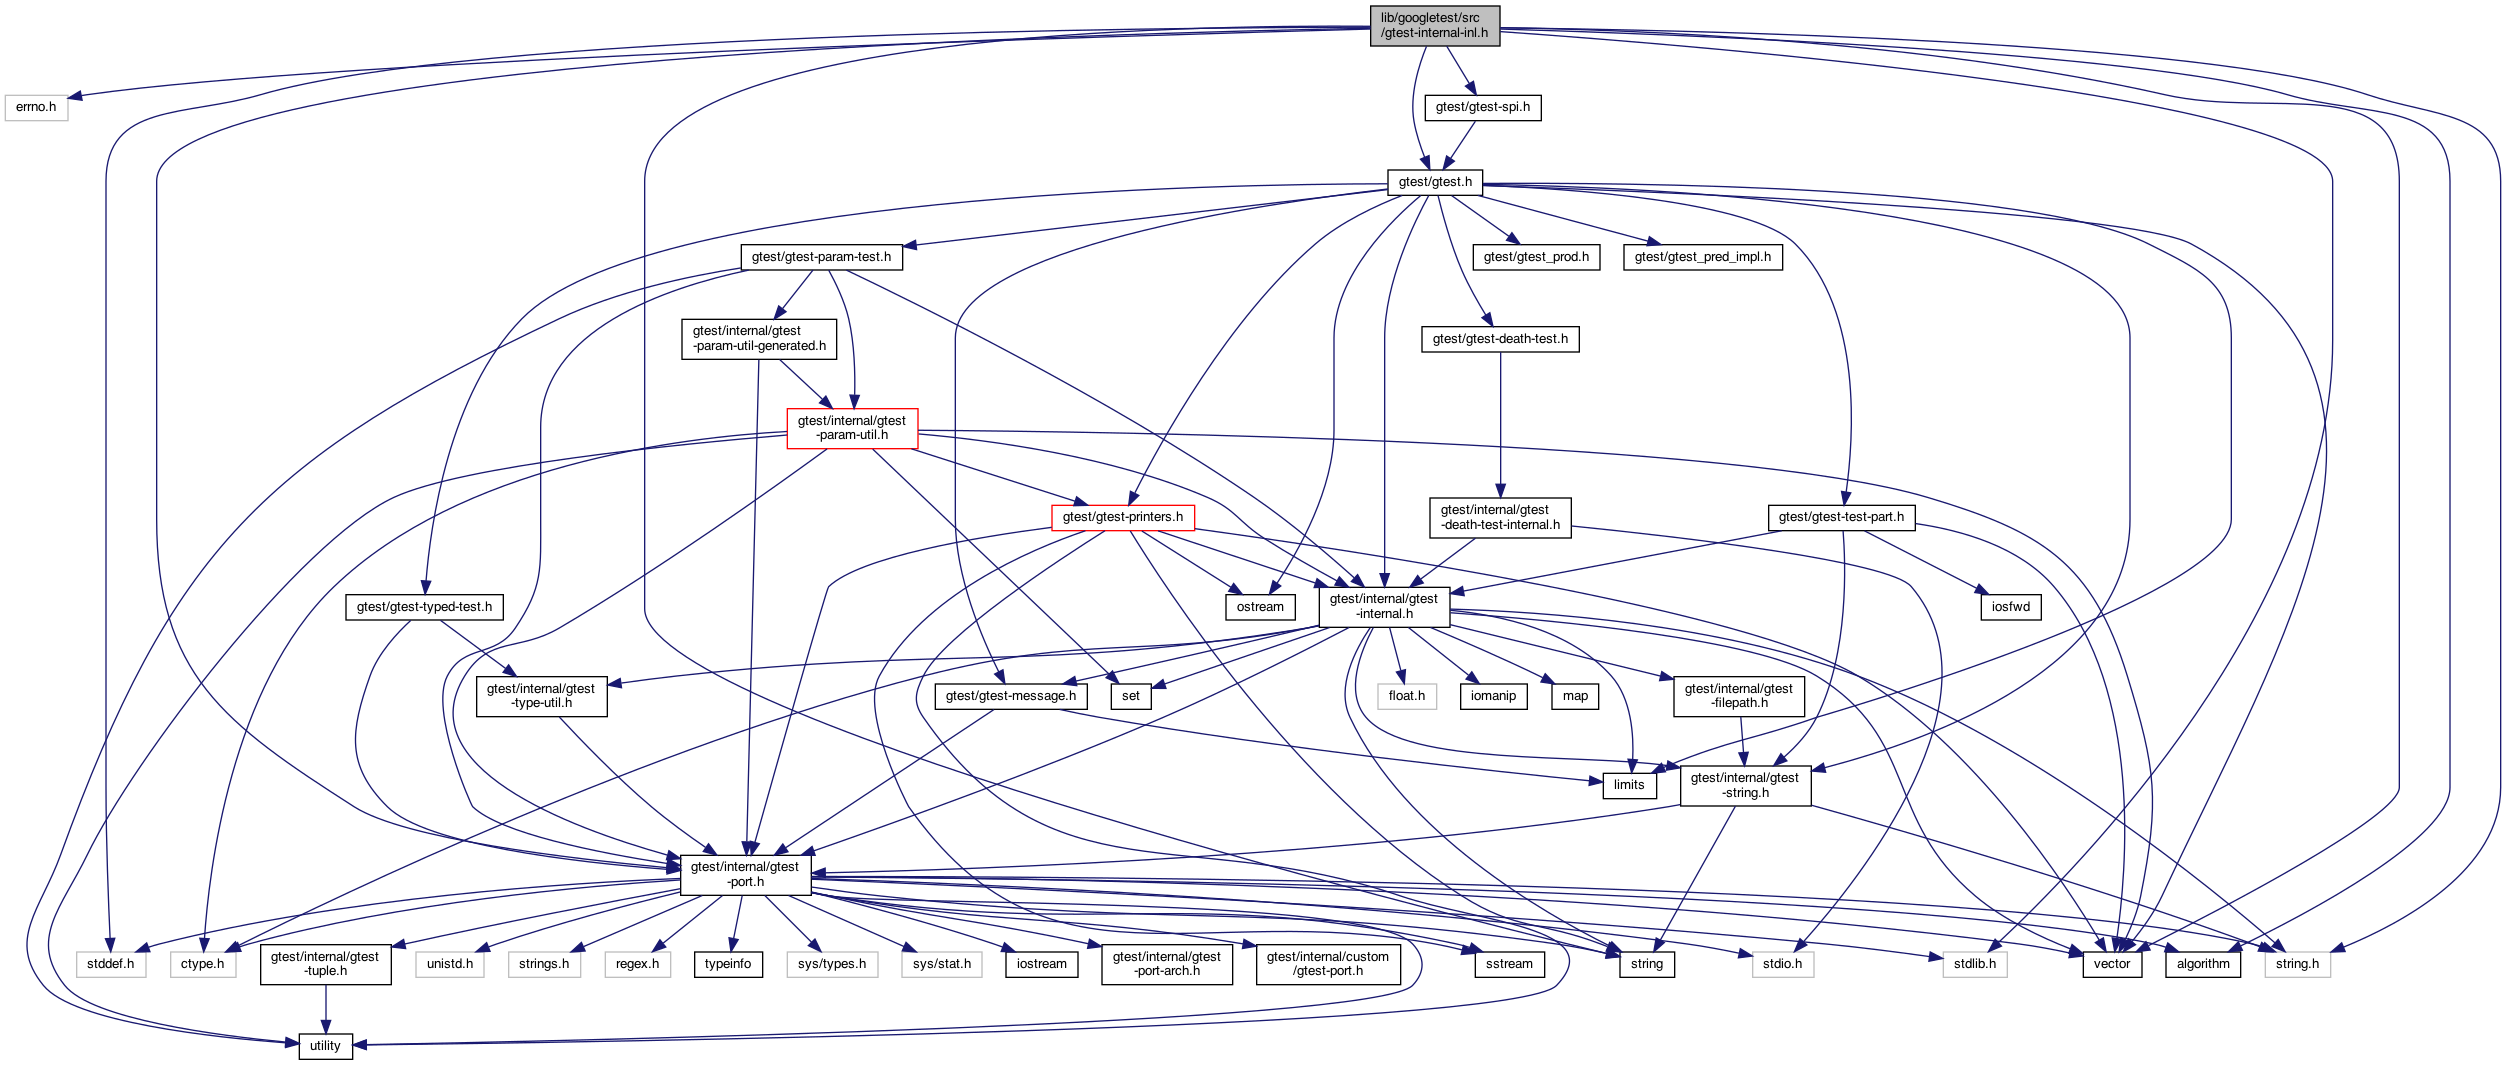 lib/googletest/src
/gtest-internal-inl.h
errno.h
gtest/gtest-spi.h
gtest/gtest.h
gtest/gtest-param-test.h
gtest/gtest_prod.h
gtest/gtest_pred_impl.h
gtest/internal/gtest
-param-util-generated.h
gtest/gtest-death-test.h
gtest/internal/gtest
-param-util.h
gtest/gtest-printers.h
gtest/internal/gtest
-death-test-internal.h
gtest/gtest-test-part.h
gtest/gtest-typed-test.h
ostream
gtest/internal/gtest
-internal.h
iosfwd
gtest/internal/gtest
-type-util.h
gtest/gtest-message.h
set
float.h
iomanip
map
gtest/internal/gtest
-filepath.h
limits
gtest/internal/gtest
-string.h
gtest/internal/gtest
-port.h
stddef.h
ctype.h
gtest/internal/gtest
-tuple.h
unistd.h
strings.h
regex.h
typeinfo
sys/types.h
sys/stat.h
iostream
gtest/internal/gtest
-port-arch.h
gtest/internal/custom
/gtest-port.h
sstream
string
stdio.h
stdlib.h
vector
algorithm
string.h
utility